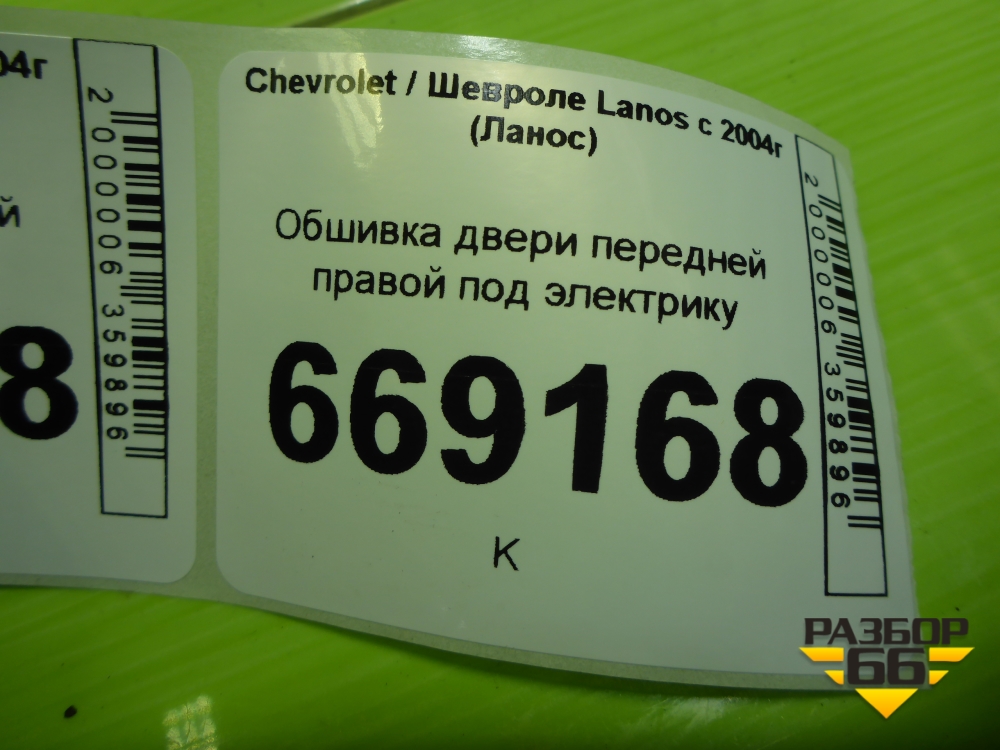 04г
2000006359896
й
8
Chevrolet / Шевроле Lanos с 2004г
(Ланос)
Обшивка двери передней
правой под электрику
669168
К
2000006359896
РАЗБОР
66